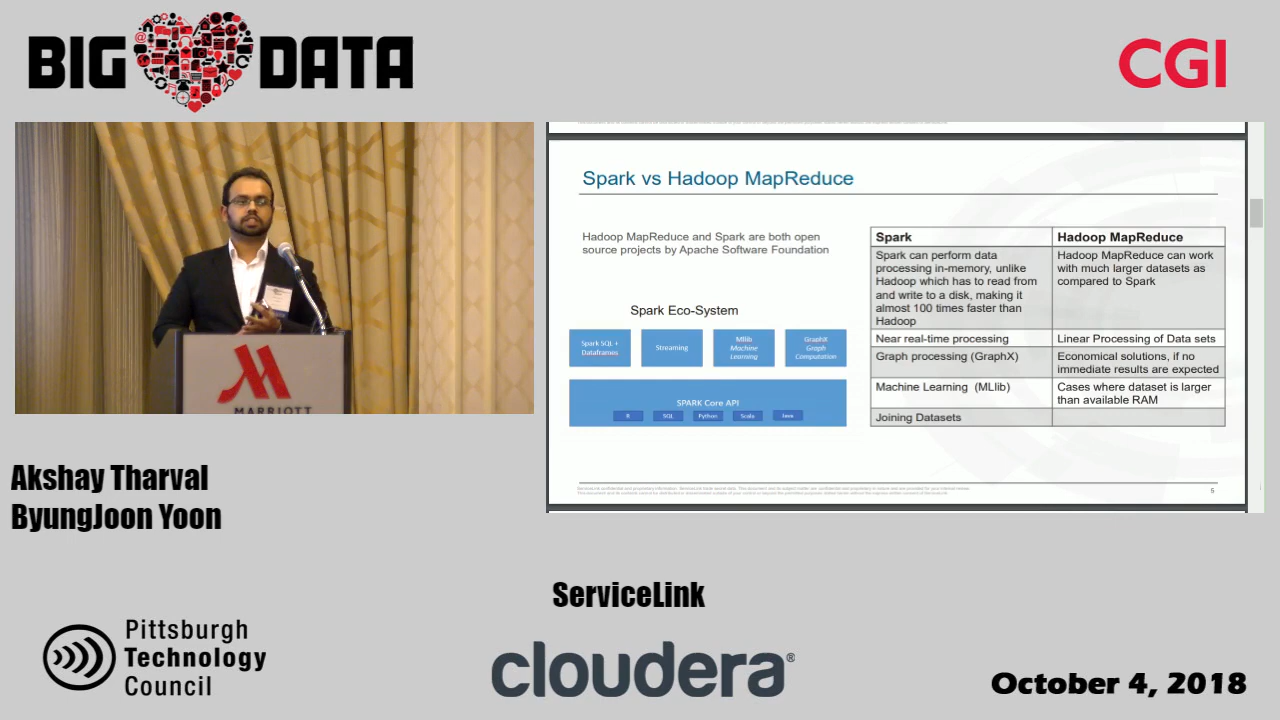 BIG DATA
CGI
MARRIOTT
Spark vs Hadoop MapReduce
Hadoop MapReduce and Spark are both open
source projects by Apache Software Foundation
Spark Eco-System
Spark SQL +
Dataframes
Streaming
Mllib
Machine
Learning
GraphX
Graph
Computation
SPARK Core API
R
SQL
Python
Scala
Java
Spark
Hadoop MapReduce
Spark can perform data
processing in-memory, unlike
Hadoop which has to read from
and write to a disk, making it
almost 100 times faster than
Hadoop
Hadoop MapReduce can work
with much larger datasets as
compared to Spark
Near real-time processing
Linear Processing of Data sets
Graph processing (GraphX)
Economical solutions, if no
immediate results are expected
Machine Learning (MLlib)
Cases where dataset is larger
than available RAM
Joining Datasets
5
Akshay Tharval
ByungJoon Yoon
ServiceLink
Pittsburgh
Technology
Council
cloudera®
October 4, 2018